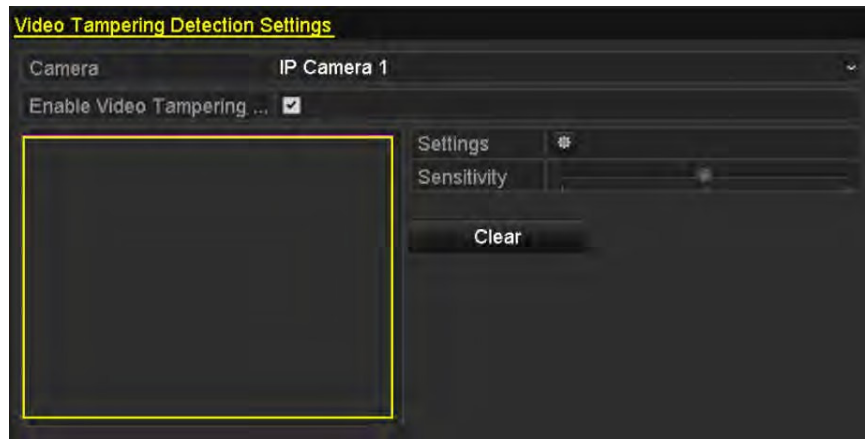 Video Tampering Detection Settings
Camera IP Camera 1
Enable Video Tampering ...
Settings
Sensitivity
Clear